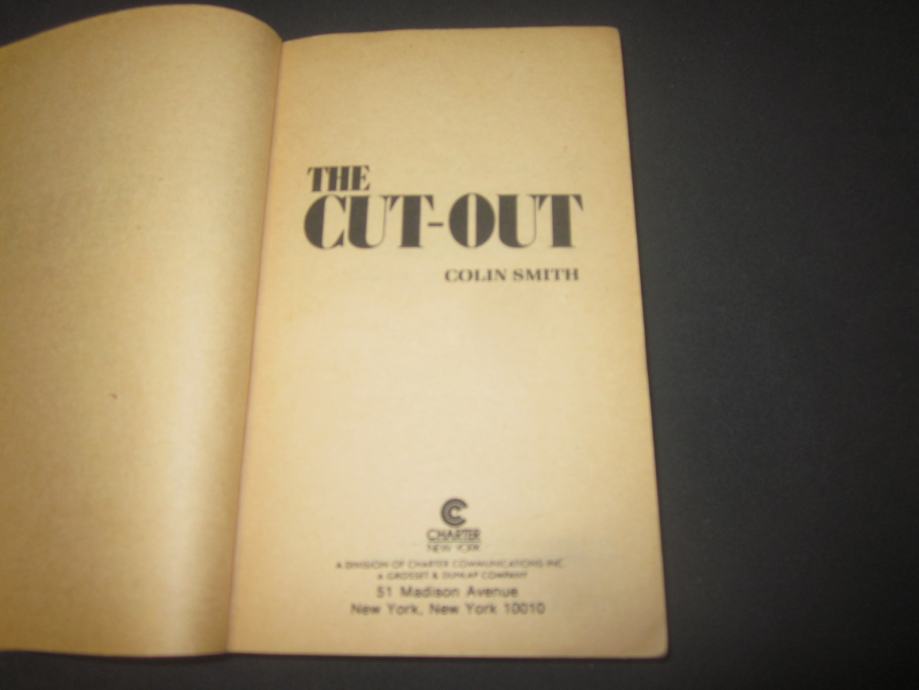 THE
CUT-OUT
COLIN SMITH
CHARTER
NEW YORK
A DIVISION OF CHARTER COMMUNICATIONS INC.
A GROSSET & DUNLAP COMPANY
51 Madison Avenue
New York, New York 10010